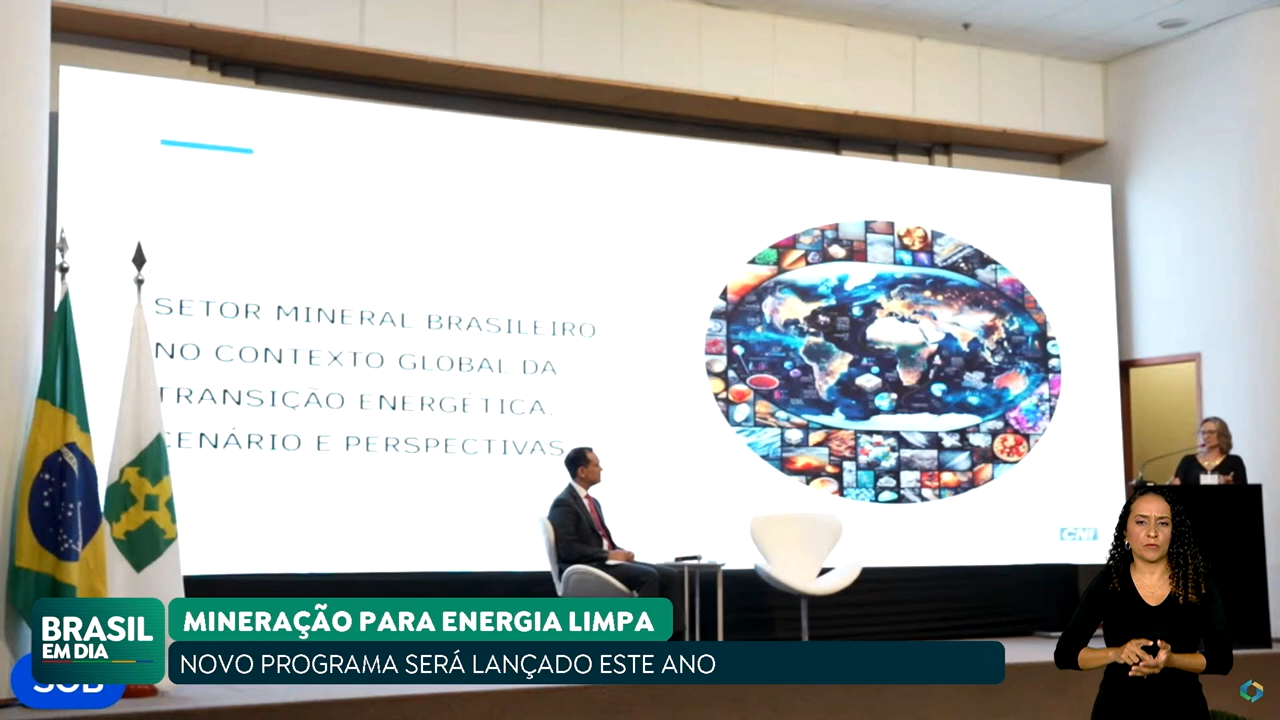 SETOR MINERAL BRASILEIRO
NO CONTEXTO GLOBAL DA
TRANSIÇÃO ENERGÉTICA:
CENÁRIO E PERSPECTIVAS
CNI
BRASIL
EM DIA
MINERAÇÃO PARA ENERGIA LIMPA
NOVO PROGRAMA SERÁ LANÇADO ESTE ANO